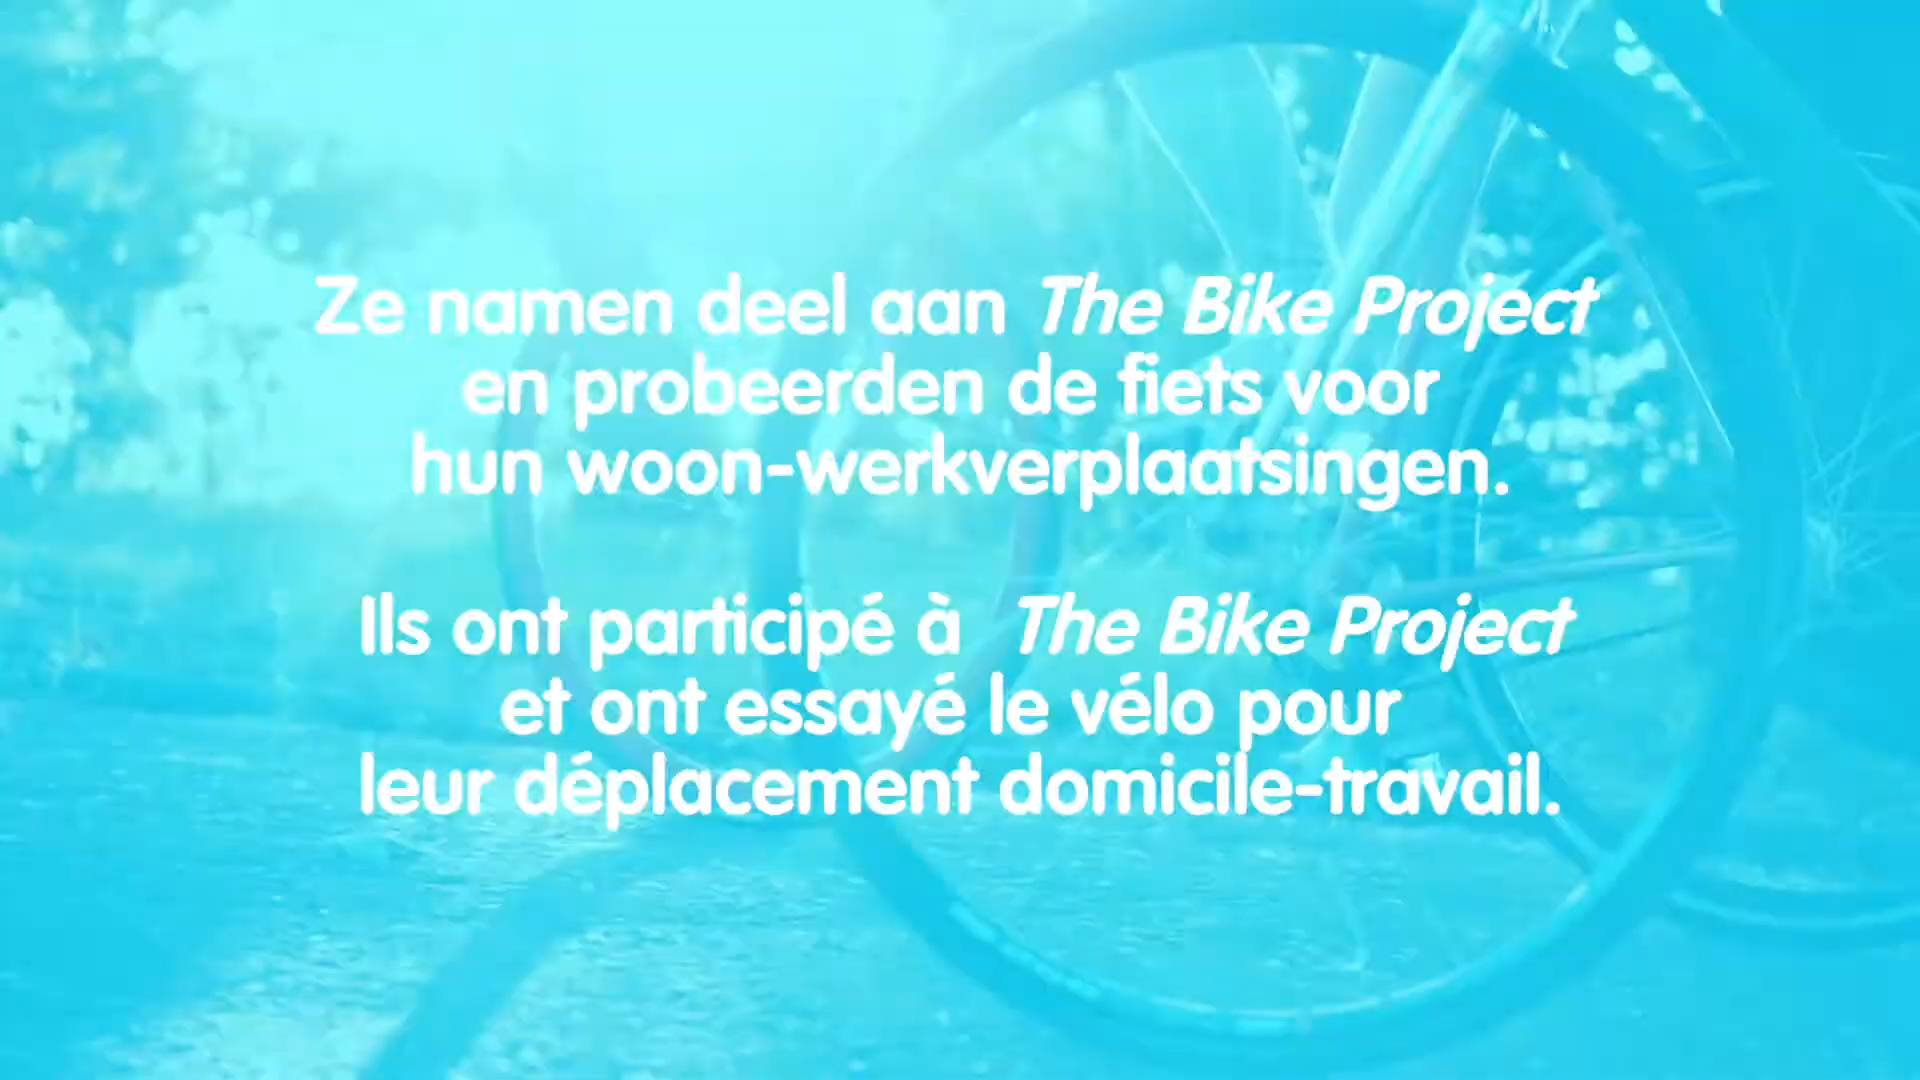 Ze namen deel aan The Bike Project
en probeerden de fiets voor
hun woon-werkverplaatsingen.
Ils ont participé à The Bike Project
et ont essayé le vélo pour
leur déplacement domicile-travail.